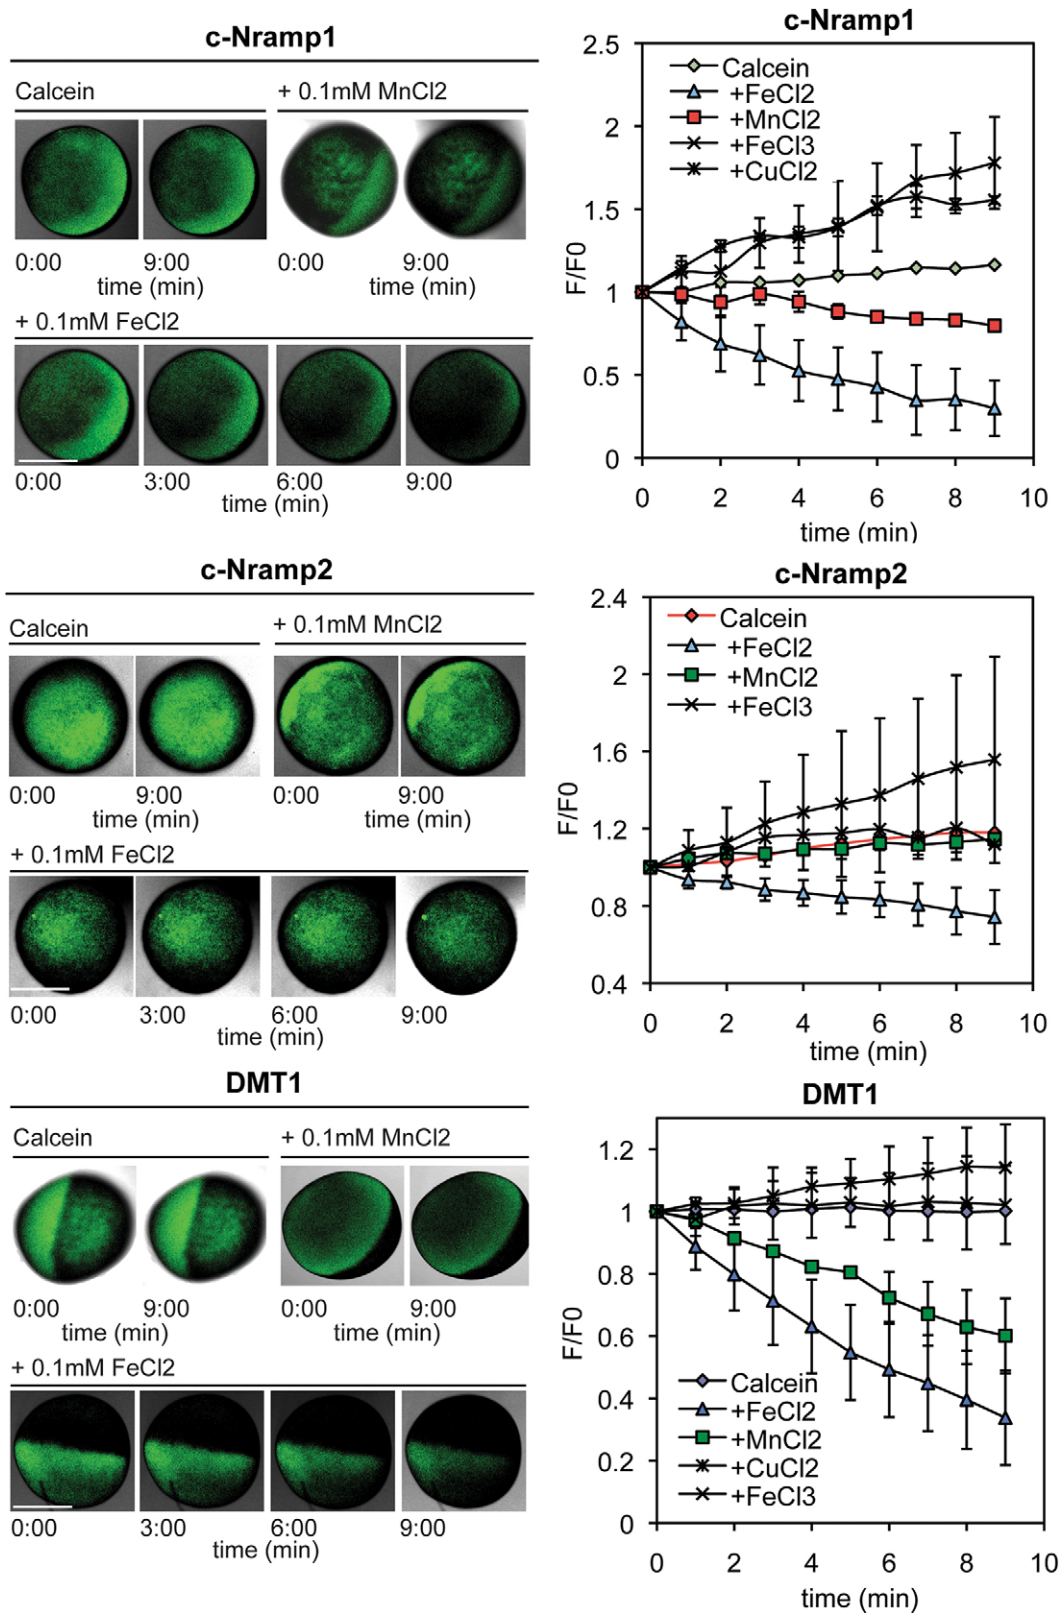 c-Nramp1
Calcein
+ 0.1mM MnCl2
0:00
9:00
0:00
9:00
time (min)
time (min)
+ 0.1mM FeCl2
0:00
3:00
6:00
9:00
time (min)
c-Nramp1
2.5
2
1.5
1
0.5
0
F/F0
Calcein
+FeCl2
+MnCl2
+FeCl3
+CuCl2
0
2
4
6
8
10
time (min)
c-Nramp2
Calcein
+ 0.1mM MnCl2
0:00
9:00
0:00
9:00
time (min)
time (min)
+ 0.1mM FeCl2
0:00
3:00
6:00
9:00
time (min)
c-Nramp2
2.4
2
1.6
1.2
0.8
0.4
F/F0
Calcein
+FeCl2
+MnCl2
+FeCl3
0
2
4
6
8
10
time (min)
DMT1
Calcein
+ 0.1mM MnCl2
0:00
9:00
0:00
9:00
time (min)
time (min)
+ 0.1mM FeCl2
0:00
3:00
6:00
9:00
time (min)
DMT1
1.2
1
0.8
0.6
0.4
0.2
0
F/F0
Calcein
+FeCl2
+MnCl2
+CuCl2
+FeCl3
0
2
4
6
8
10
time (min)